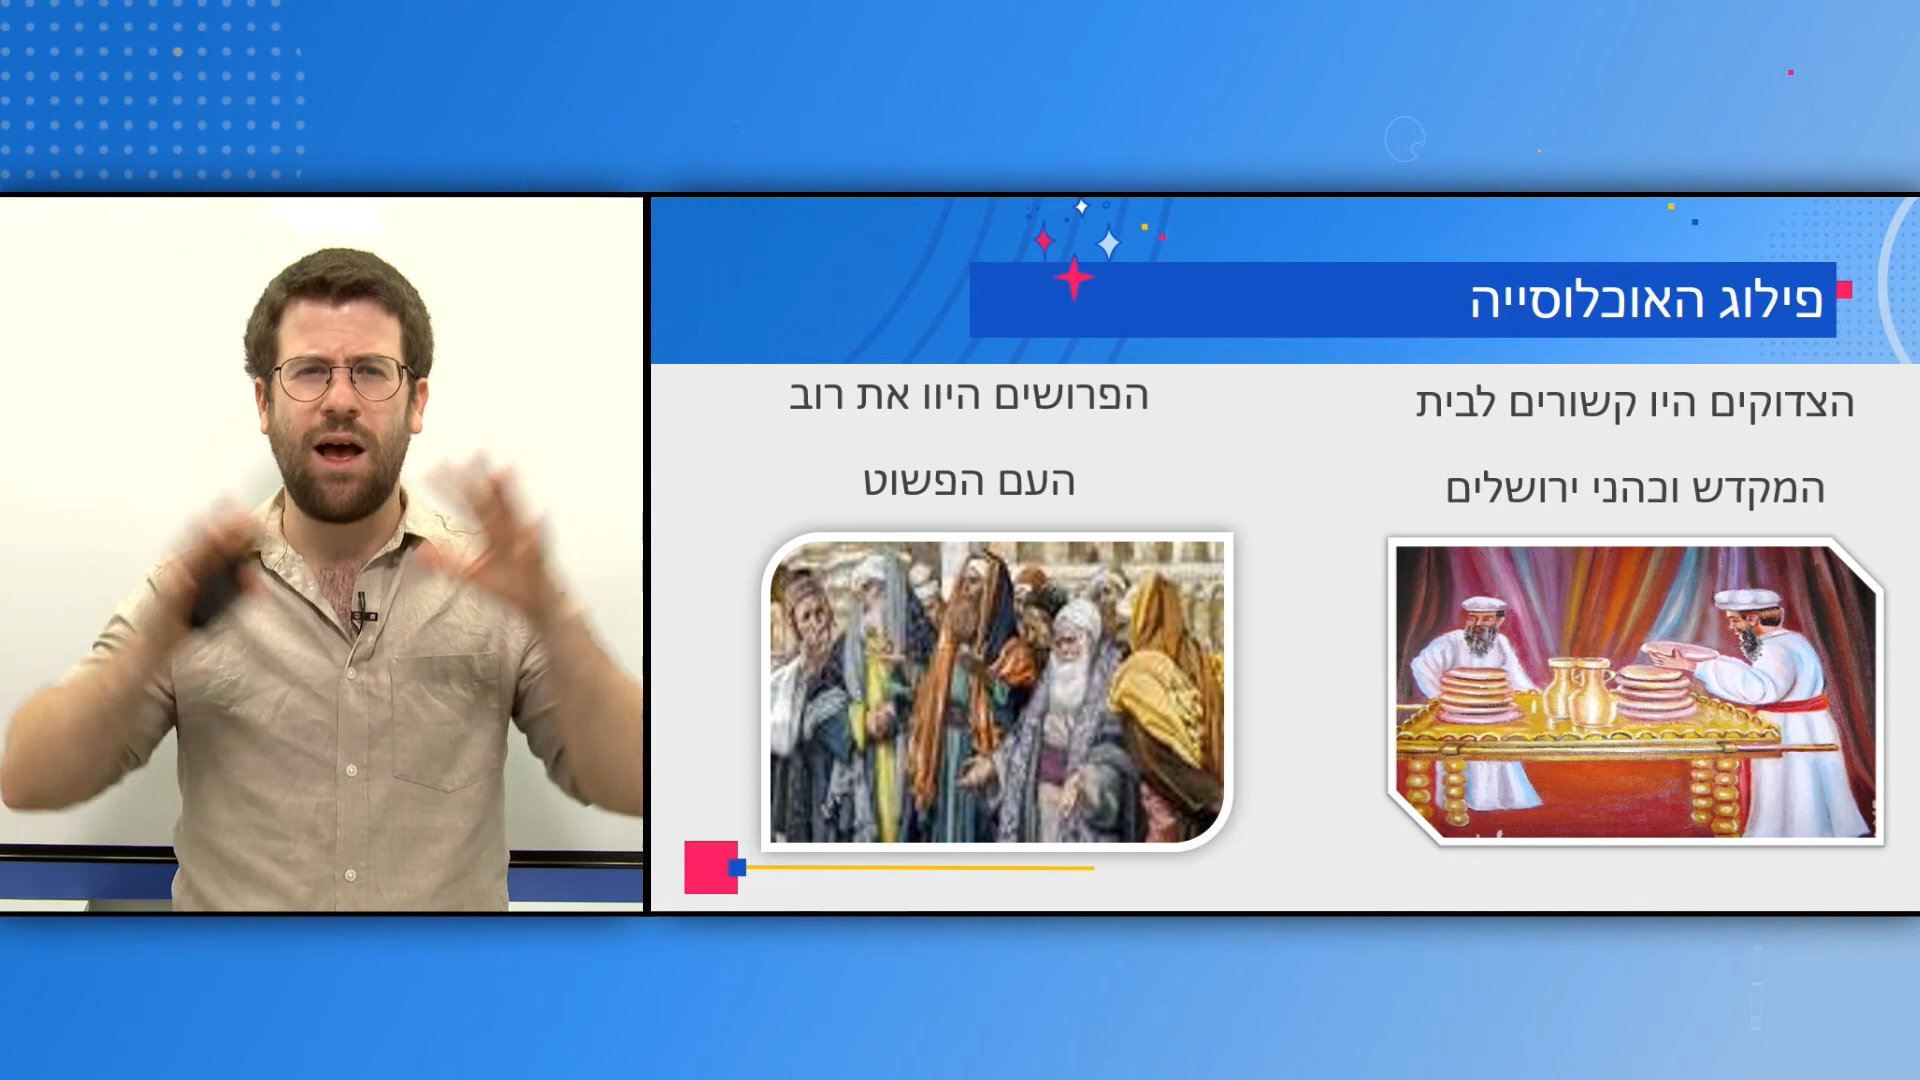 פילוג האוכלוסייה
הצדוקים היו קשורים לבית
המקדש וכהני ירושלים
הפרושים היוו את רוב
העם הפשוט